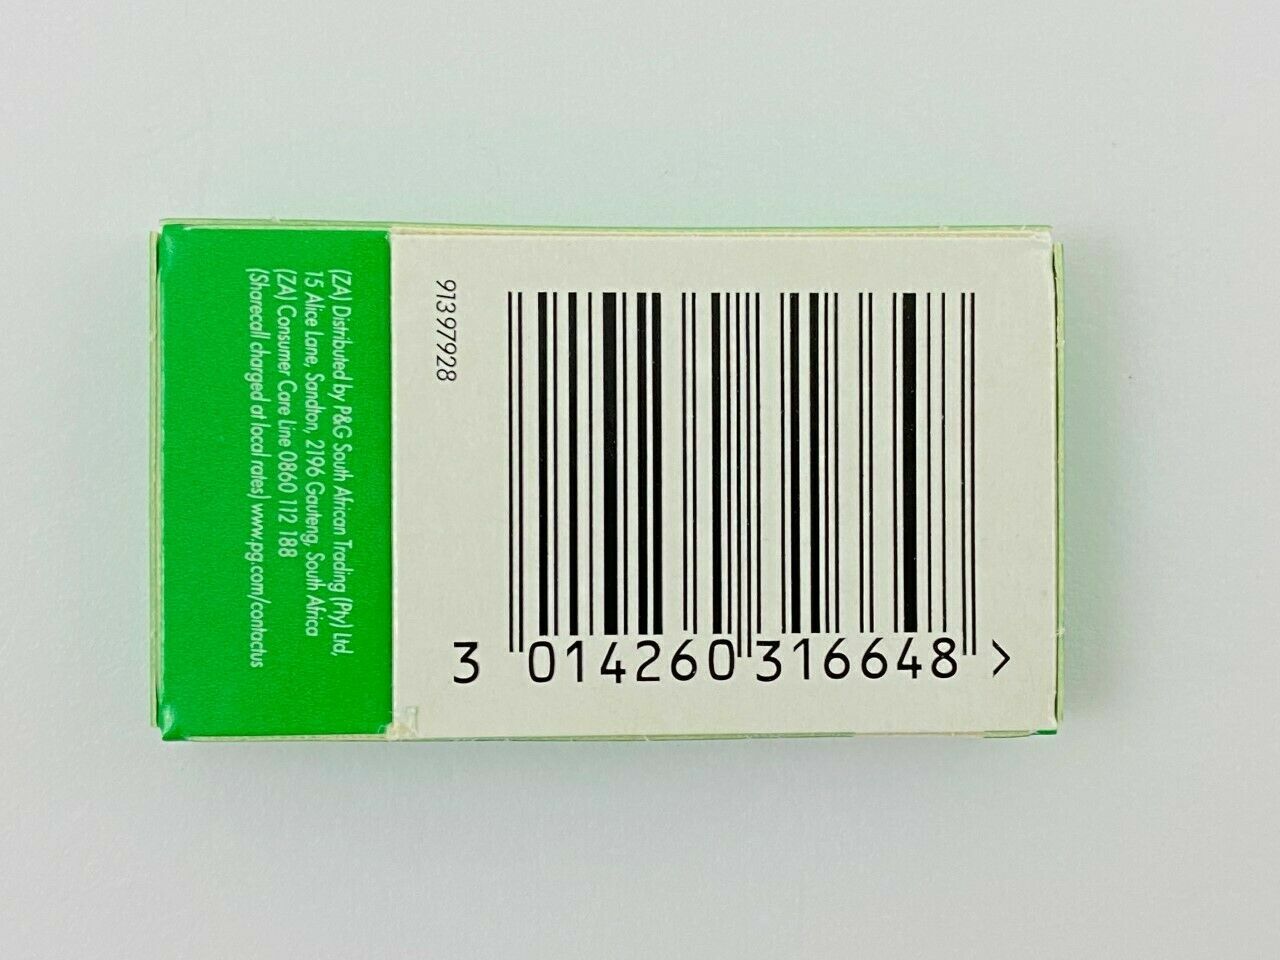 (ZA) Distributed by P&G South African Trading (Pty) Ltd,
15 Alice Lane, Sandton, 2196 Gauteng, South Africa
(ZA) Consumer Care Line 0860 112 188
(Sharecall charged at local rates) www.pg.com/contactus
91397928
3 014260 316648 >